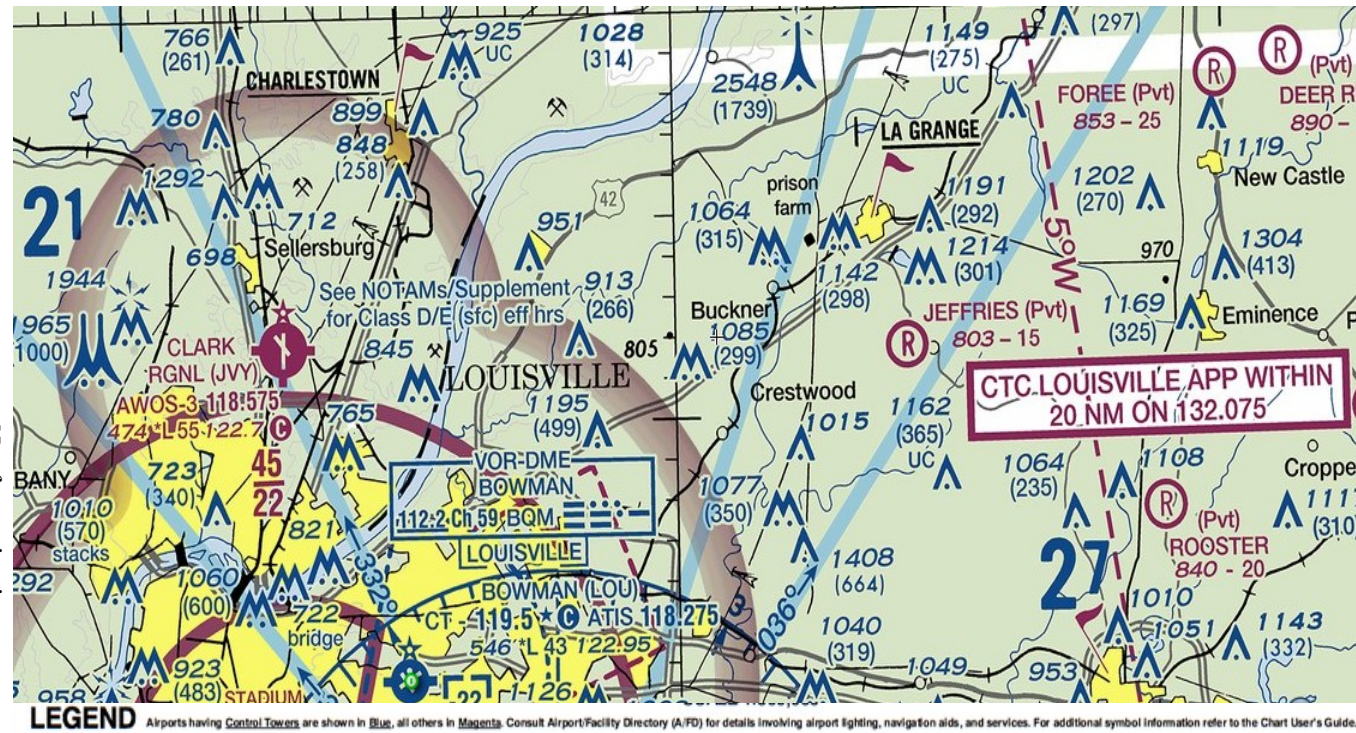 766
(261)
925
UC
1028
(314)
1149
(275)
UC
(297)
R
R
(Pvt)
CHARLESTOWN
2548
(1739)
FOREE (Pvt)
853 - 25
DEER R
890 -
780
899
848
(258)
LA GRANGE
1119
New Castle
1292
21
712
698
Sellersburg
42
951
prison
farm
1064
(315)
1191
(292)
1202
(270)
5°W
1142
(298)
1214
(301)
970
1304
(413)
1944
See NOTAMs/Supplement
for Class D/E (sfc) eff hrs
913
(266)
Buckner
1085
(299)
JEFFRIES (Pvt)
803 - 15
R
1169
(325)
Eminence
1965
1000)
CLARK
RGNL (JVY)
AWOS-3 118.575
474 *L 55 122.7 C
845
805
LOUISVILLE
CTC LOUISVILLE APP WITHIN
20 NM ON 132.075
765
1195
(499)
Crestwood
1015
1162
(365)
UC
BANY
723
(340)
45
22
VOR-DME
BOWMAN
112.2 Ch 59 BQM
LOUISVILLE
1077
(350)
1064
(235)
1108
R
(Pvt)
ROOSTER
840 - 20
Croppe
1117
(310)
1010
(570)
stacks
821
332°
1408
(664)
27
292
1060
(600)
722
bridge
BOWMAN (LOU)
CT - 119.5 * C ATIS 118.275
546 *L 43 122.95
3
036°
1040
(319)
1010
1051
1143
(332)
923
(483)
958
STADIUM
22
1126
1049
953
LEGEND Airports having Control Towers are shown in Blue, all others in Magenta. Consult Airport/Facility Directory (A/FD) for details involving airport lighting, navigation aids, and services. For additional symbol information refer to the Chart User's Guide.